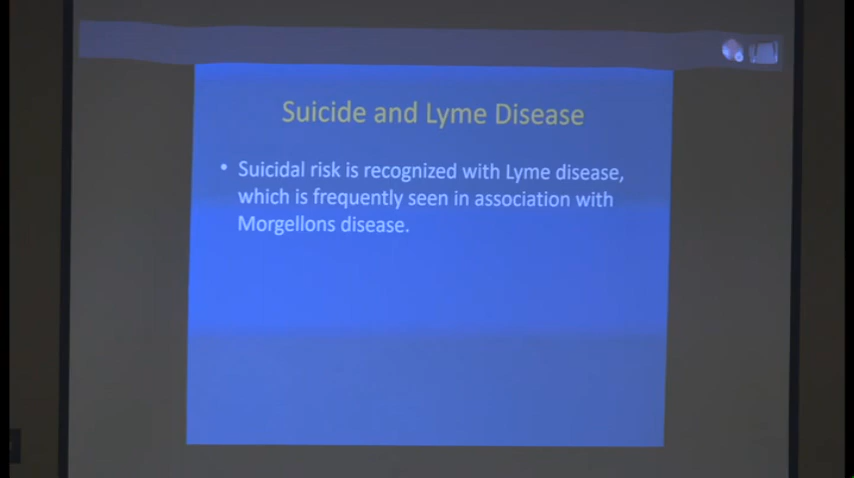 Suicide and Lyme Disease
• Suicidal risk is recognized with Lyme disease,
which is frequently seen in association with
Morgellons disease.